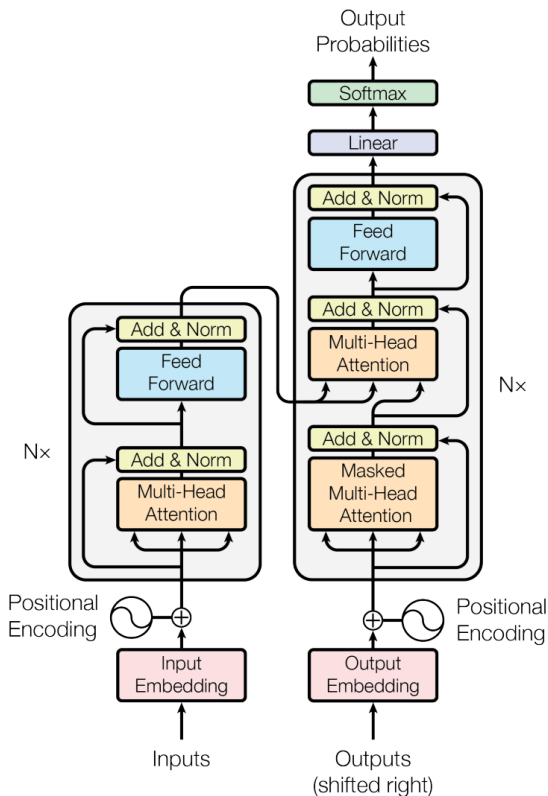 Output
Probabilities
Softmax
Linear
Add & Norm
Feed
Forward
Add & Norm
Multi-Head
Attention
Add & Norm
Masked
Multi-Head
Attention
N×
Positional
Encoding
Output
Embedding
Outputs
(shifted right)
Add & Norm
Feed
Forward
Add & Norm
Multi-Head
Attention
N×
Positional
Encoding
Input
Embedding
Inputs